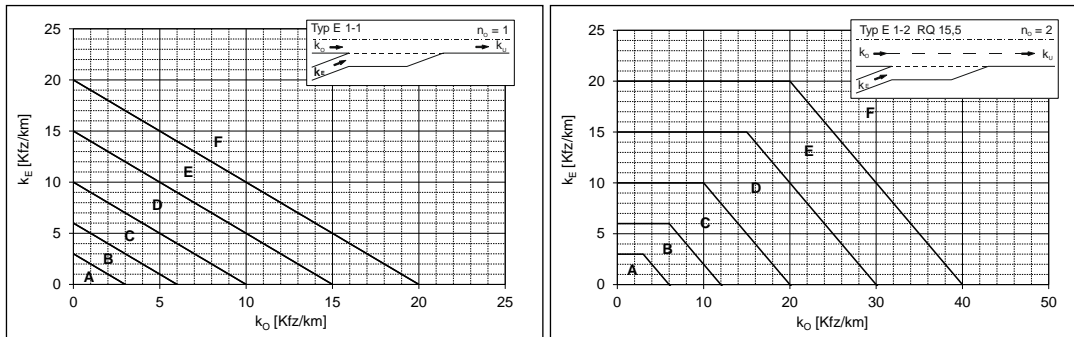 Typ E 1-1 nO = 1
kO kU
kE
25
20
15
10
5
0
kE [Kfz/km]
A
B
C
D
E
F
0 5 10 15 20 25
kO [Kfz/km]
Typ E 1-2 RQ 15,5 nO = 2
kO kU
kE
25
20
15
10
5
0
kE [Kfz/km]
A
B
C
D
E
F
0 10 20 30 40 50
kO [Kfz/km]